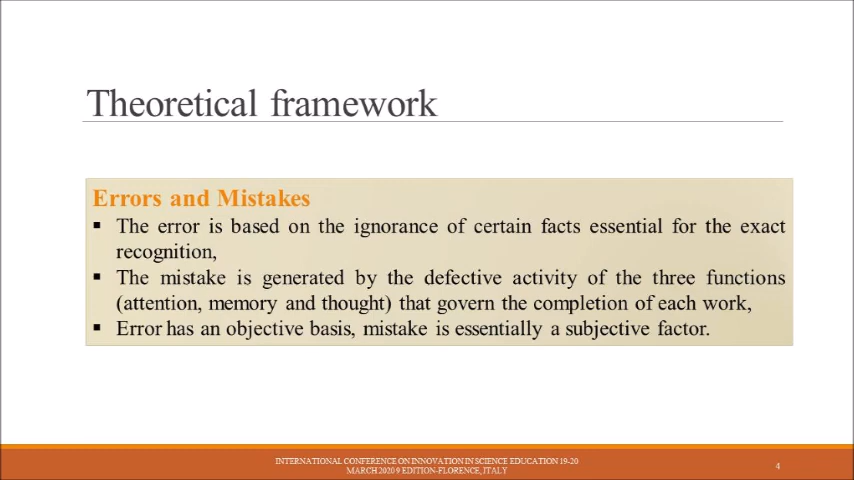 Theoretical framework
Errors and Mistakes
▪ The error is based on the ignorance of certain facts essential for the exact
recognition,
▪ The mistake is generated by the defective activity of the three functions
(attention, memory and thought) that govern the completion of each work,
▪ Error has an objective basis, mistake is essentially a subjective factor.
INTERNATIONAL CONFERENCE ON INNOVATION IN SCIENCE EDUCATION 19-20
MARCH 2020 9 EDITION-FLORENCE, ITALY
4